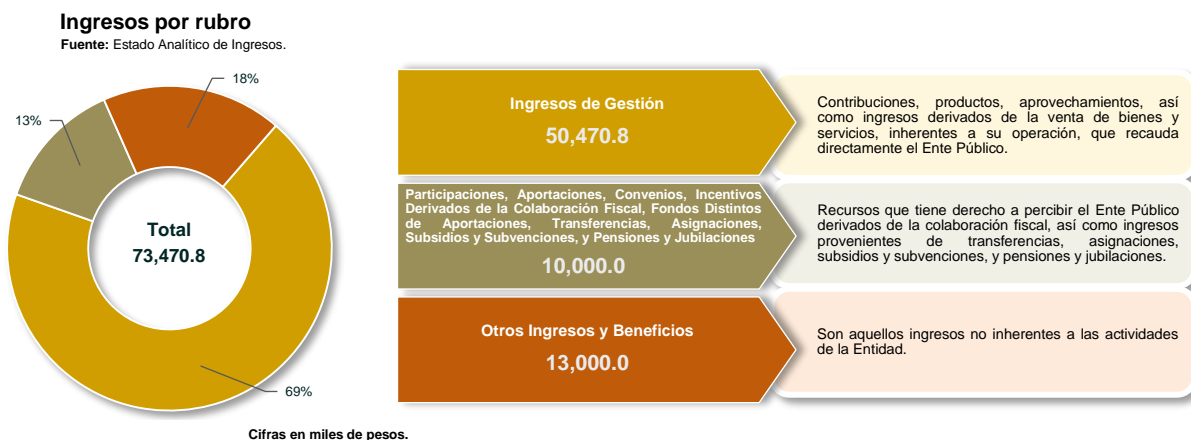 Ingresos por rubro
Fuente: Estado Analítico de Ingresos.
18%
13%
Total
73,470.8
69%
Ingresos de Gestión
50,470.8
Contribuciones, productos, aprovechamientos, así
como ingresos derivados de la venta de bienes y
servicios, inherentes a su operación, que recauda
directamente el Ente Público.
Participaciones, Aportaciones, Convenios, Incentivos
Derivados de la Colaboración Fiscal, Fondos Distintos
de Aportaciones, Transferencias, Asignaciones,
Subsidios y Subvenciones, y Pensiones y Jubilaciones
10,000.0
Recursos que tiene derecho a percibir el Ente Público
derivados de la colaboración fiscal, así como ingresos
provenientes de transferencias, asignaciones,
subsidios y subvenciones, y pensiones y jubilaciones.
Otros Ingresos y Beneficios
13,000.0
Son aquellos ingresos no inherentes a las actividades
de la Entidad.
Cifras en miles de pesos.